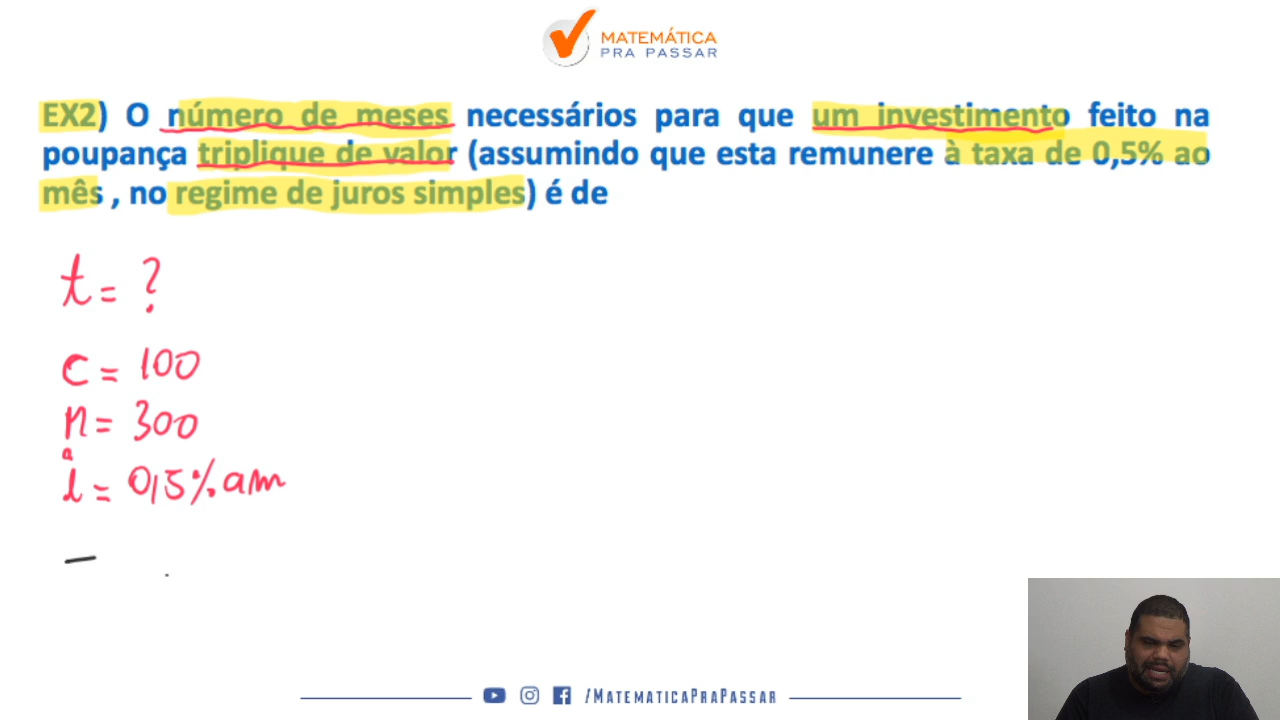 MATEMÁTICA
PRA PASSAR
EX2) O número de meses necessários para que um investimento feito na
poupança triplique de valor (assumindo que esta remunere à taxa de 0,5% ao
mês , no regime de juros simples) é de
t = ?
C = 100
M = 300
i = 0,5% am
/MATEMATICAPRAPASSAR